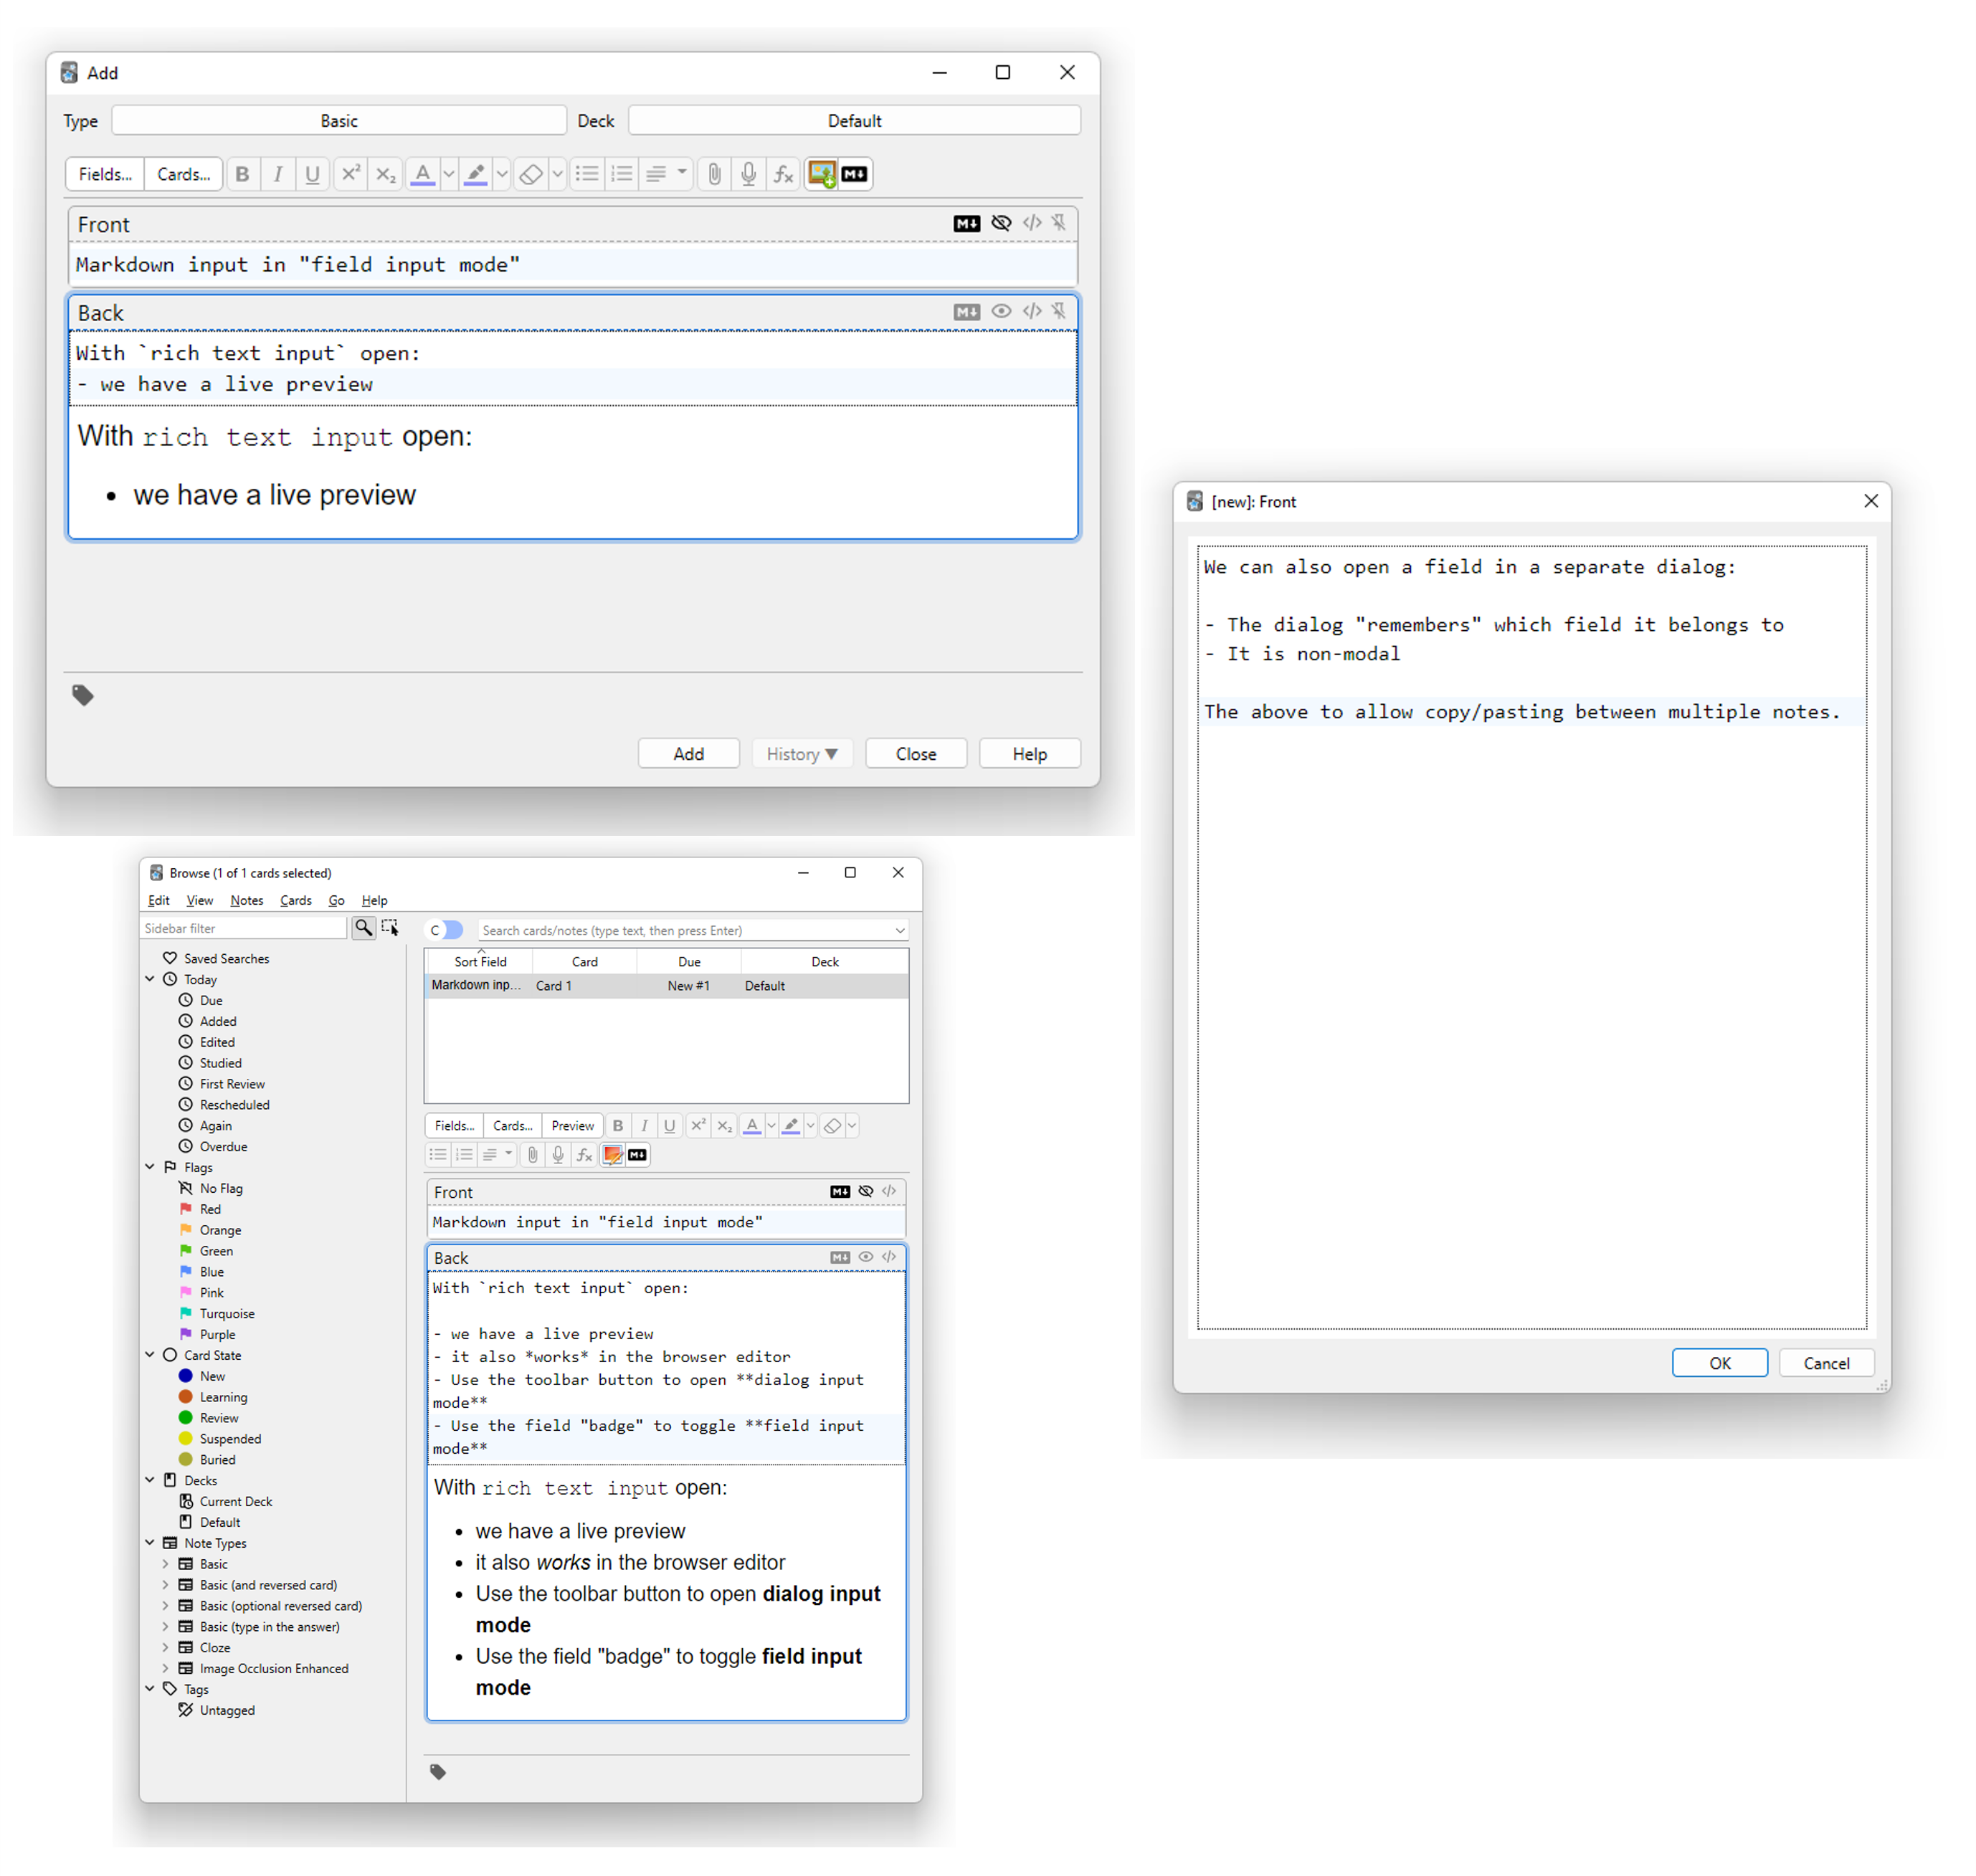 Add
Type Basic Deck Default
Fields... Cards... B I U X² X₂ A fx M↓
Front M↓ </>
Markdown input in "field input mode"
Back M↓ </>
With `rich text input` open:
- we have a live preview
With rich text input open:
• we have a live preview
Add History ▼ Close Help
[new]: Front
We can also open a field in a separate dialog:
- The dialog "remembers" which field it belongs to
- It is non-modal
The above to allow copy/pasting between multiple notes.
OK Cancel
Browse (1 of 1 cards selected)
Edit View Notes Cards Go Help
Sidebar filter
Saved Searches
Today
Due
Added
Edited
Studied
First Review
Rescheduled
Again
Overdue
Flags
No Flag
Red
Orange
Green
Blue
Pink
Turquoise
Purple
Card State
New
Learning
Review
Suspended
Buried
Decks
Current Deck
Default
Note Types
Basic
Basic (and reversed card)
Basic (optional reversed card)
Basic (type in the answer)
Cloze
Image Occlusion Enhanced
Tags
Untagged
C Search cards/notes (type text, then press Enter)
Sort Field Card Due Deck
Markdown inp... Card 1 New #1 Default
Fields... Cards... Preview B I U X² X₂ A
fx M↓
Front M↓ </>
Markdown input in "field input mode"
Back M↓ </>
With `rich text input` open:
- we have a live preview
- it also *works* in the browser editor
- Use the toolbar button to open **dialog input
mode**
- Use the field "badge" to toggle **field input
mode**
With rich text input open:
• we have a live preview
• it also works in the browser editor
• Use the toolbar button to open dialog input
mode
• Use the field "badge" to toggle field input
mode